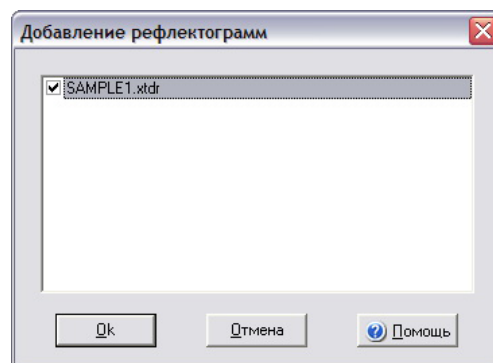 Добавление рефлектограмм
SAMPLE1.xtdr
Ok
Отмена
Помощь